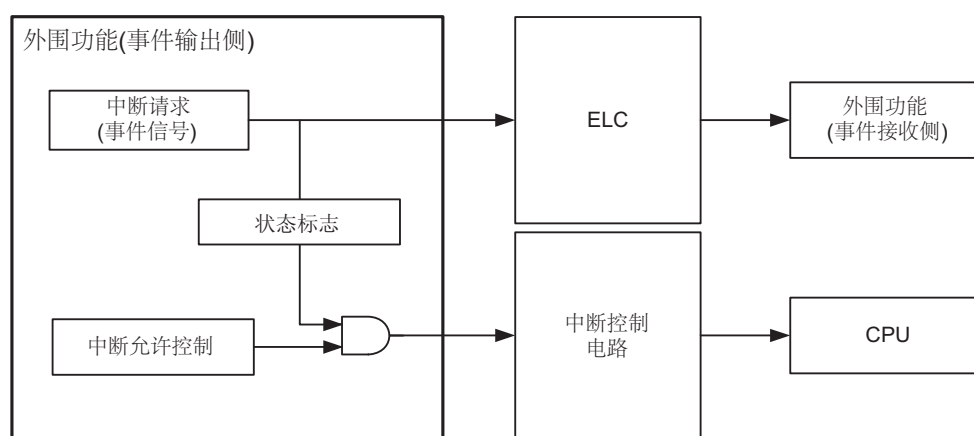 外围功能(事件输出侧)
中断请求
(事件信号)
ELC
外围功能
(事件接收侧)
状态标志
中断允许控制
中断控制
电路
CPU